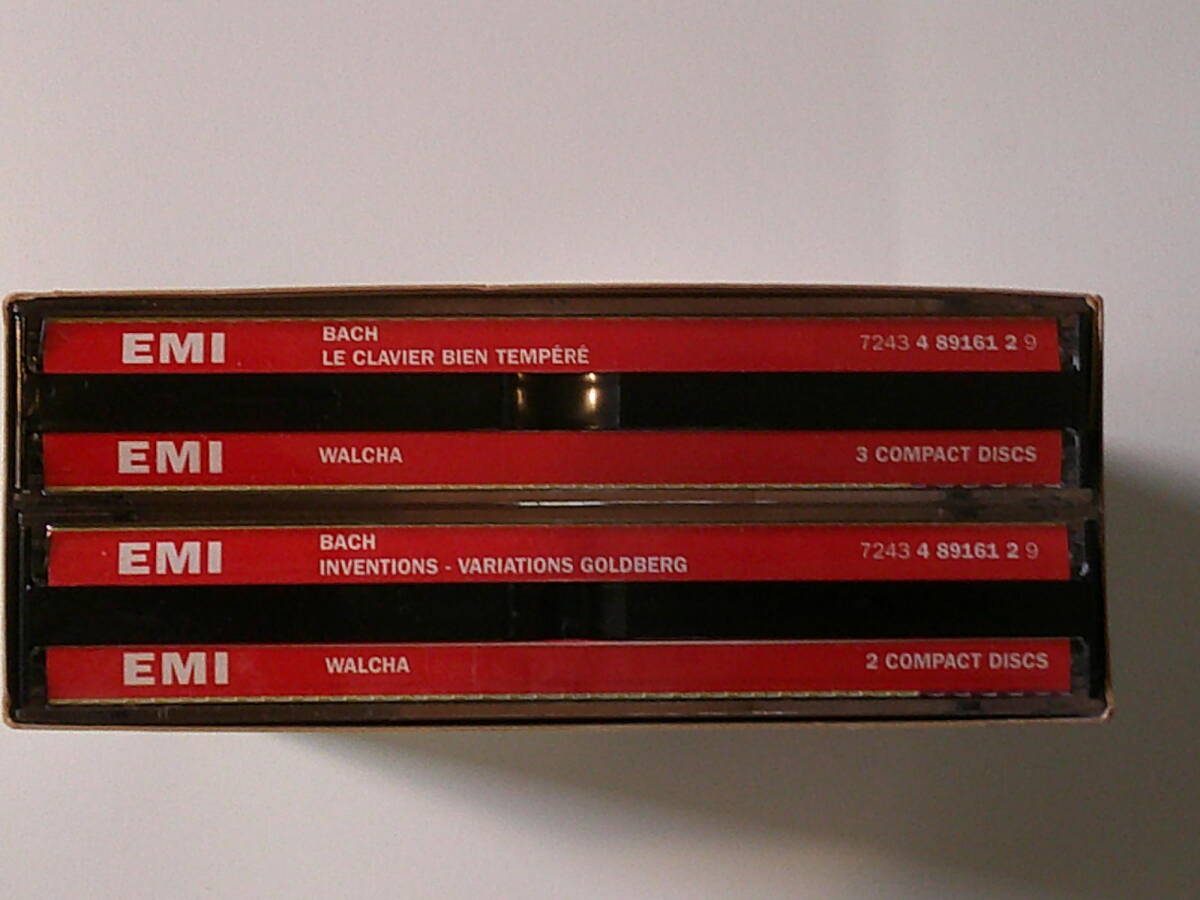 EMI
BACH
LE CLAVIER BIEN TEMPÉRÉ
7243 4 89161 2 9
EMI
WALCHA
3 COMPACT DISCS
EMI
BACH
INVENTIONS - VARIATIONS GOLDBERG
7243 4 89161 2 9
EMI
WALCHA
2 COMPACT DISCS